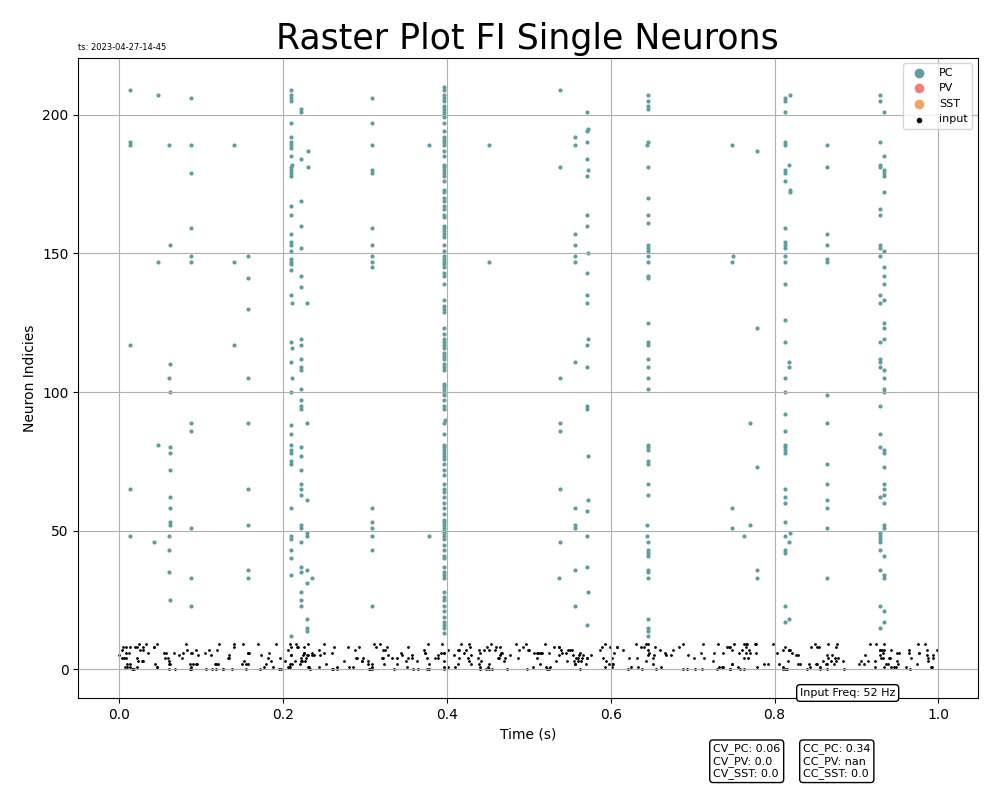 Raster Plot FI Single Neurons
ts: 2023-04-27-14-45
PC
PV
SST
input
200
150
100
50
0
Neuron Indicies
0.0 0.2 0.4 0.6 0.8 1.0
Time (s)
Input Freq: 52 Hz
CV_PC: 0.06
CV_PV: 0.0
CV_SST: 0.0
CC_PC: 0.34
CC_PV: nan
CC_SST: 0.0